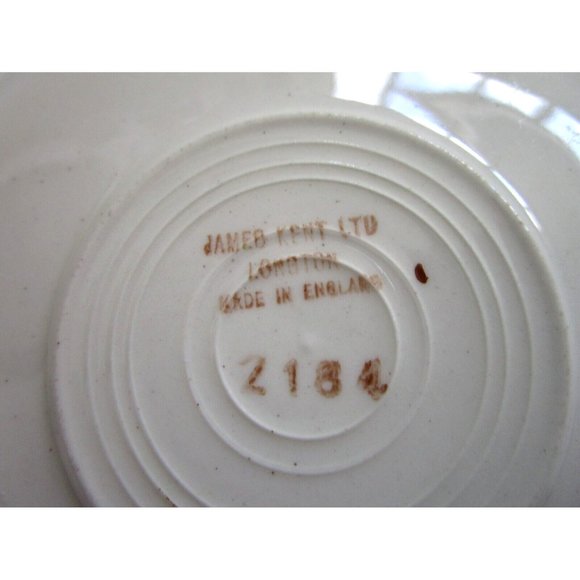 JAMES KENT LTD
LONGTON
MADE IN ENGLAND
2184